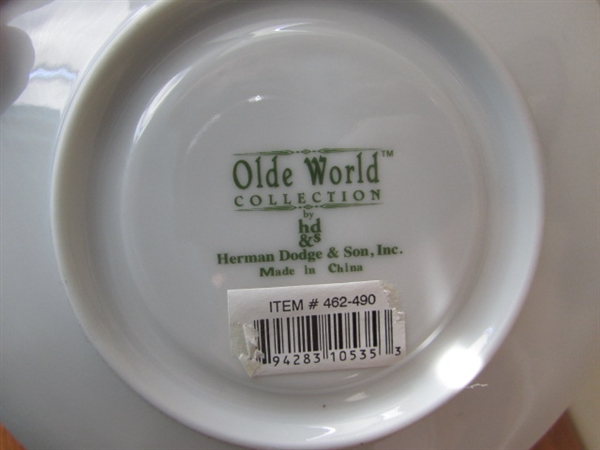 Olde World™
COLLECTION
by
hd
&s
Herman Dodge & Son, Inc.
Made in China
ITEM # 462-490
94283 10535 3